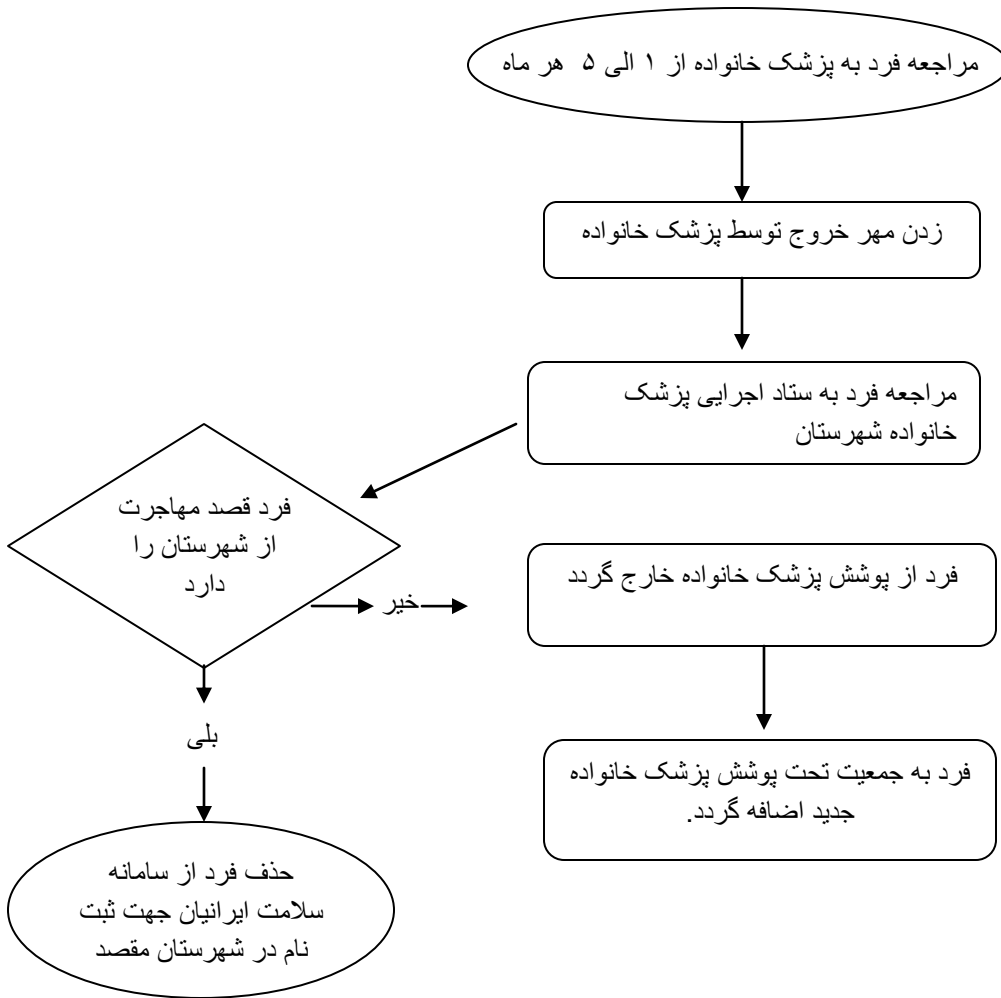 مراجعه فرد به پزشک خانواده از ۱ الی ۵ هر ماه
زدن مهر خروج توسط پزشک خانواده
مراجعه فرد به ستاد اجرایی پزشک
خانواده شهرستان
فرد قصد مهاجرت
از شهرستان را
دارد
خیر
فرد از پوشش پزشک خانواده خارج گردد
فرد به جمعیت تحت پوشش پزشک خانواده
جدید اضافه گردد.
بلی
حذف فرد از سامانه
سلامت ایرانیان جهت ثبت
نام در شهرستان مقصد